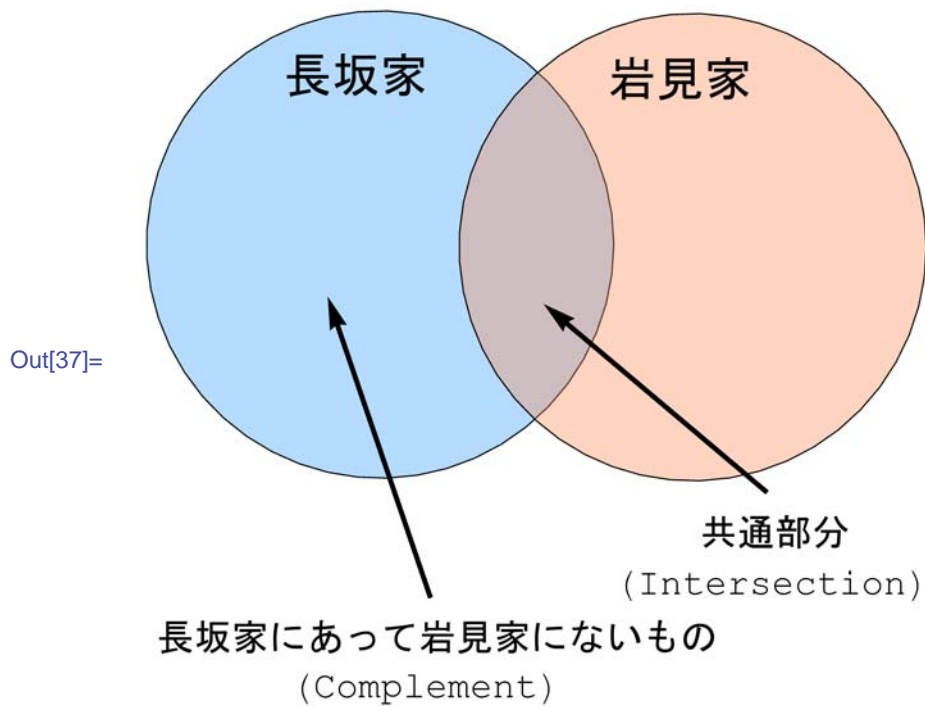 長坂家
岩見家
Out[37]=
共通部分
(Intersection)
長坂家にあって岩見家にないもの
(Complement)